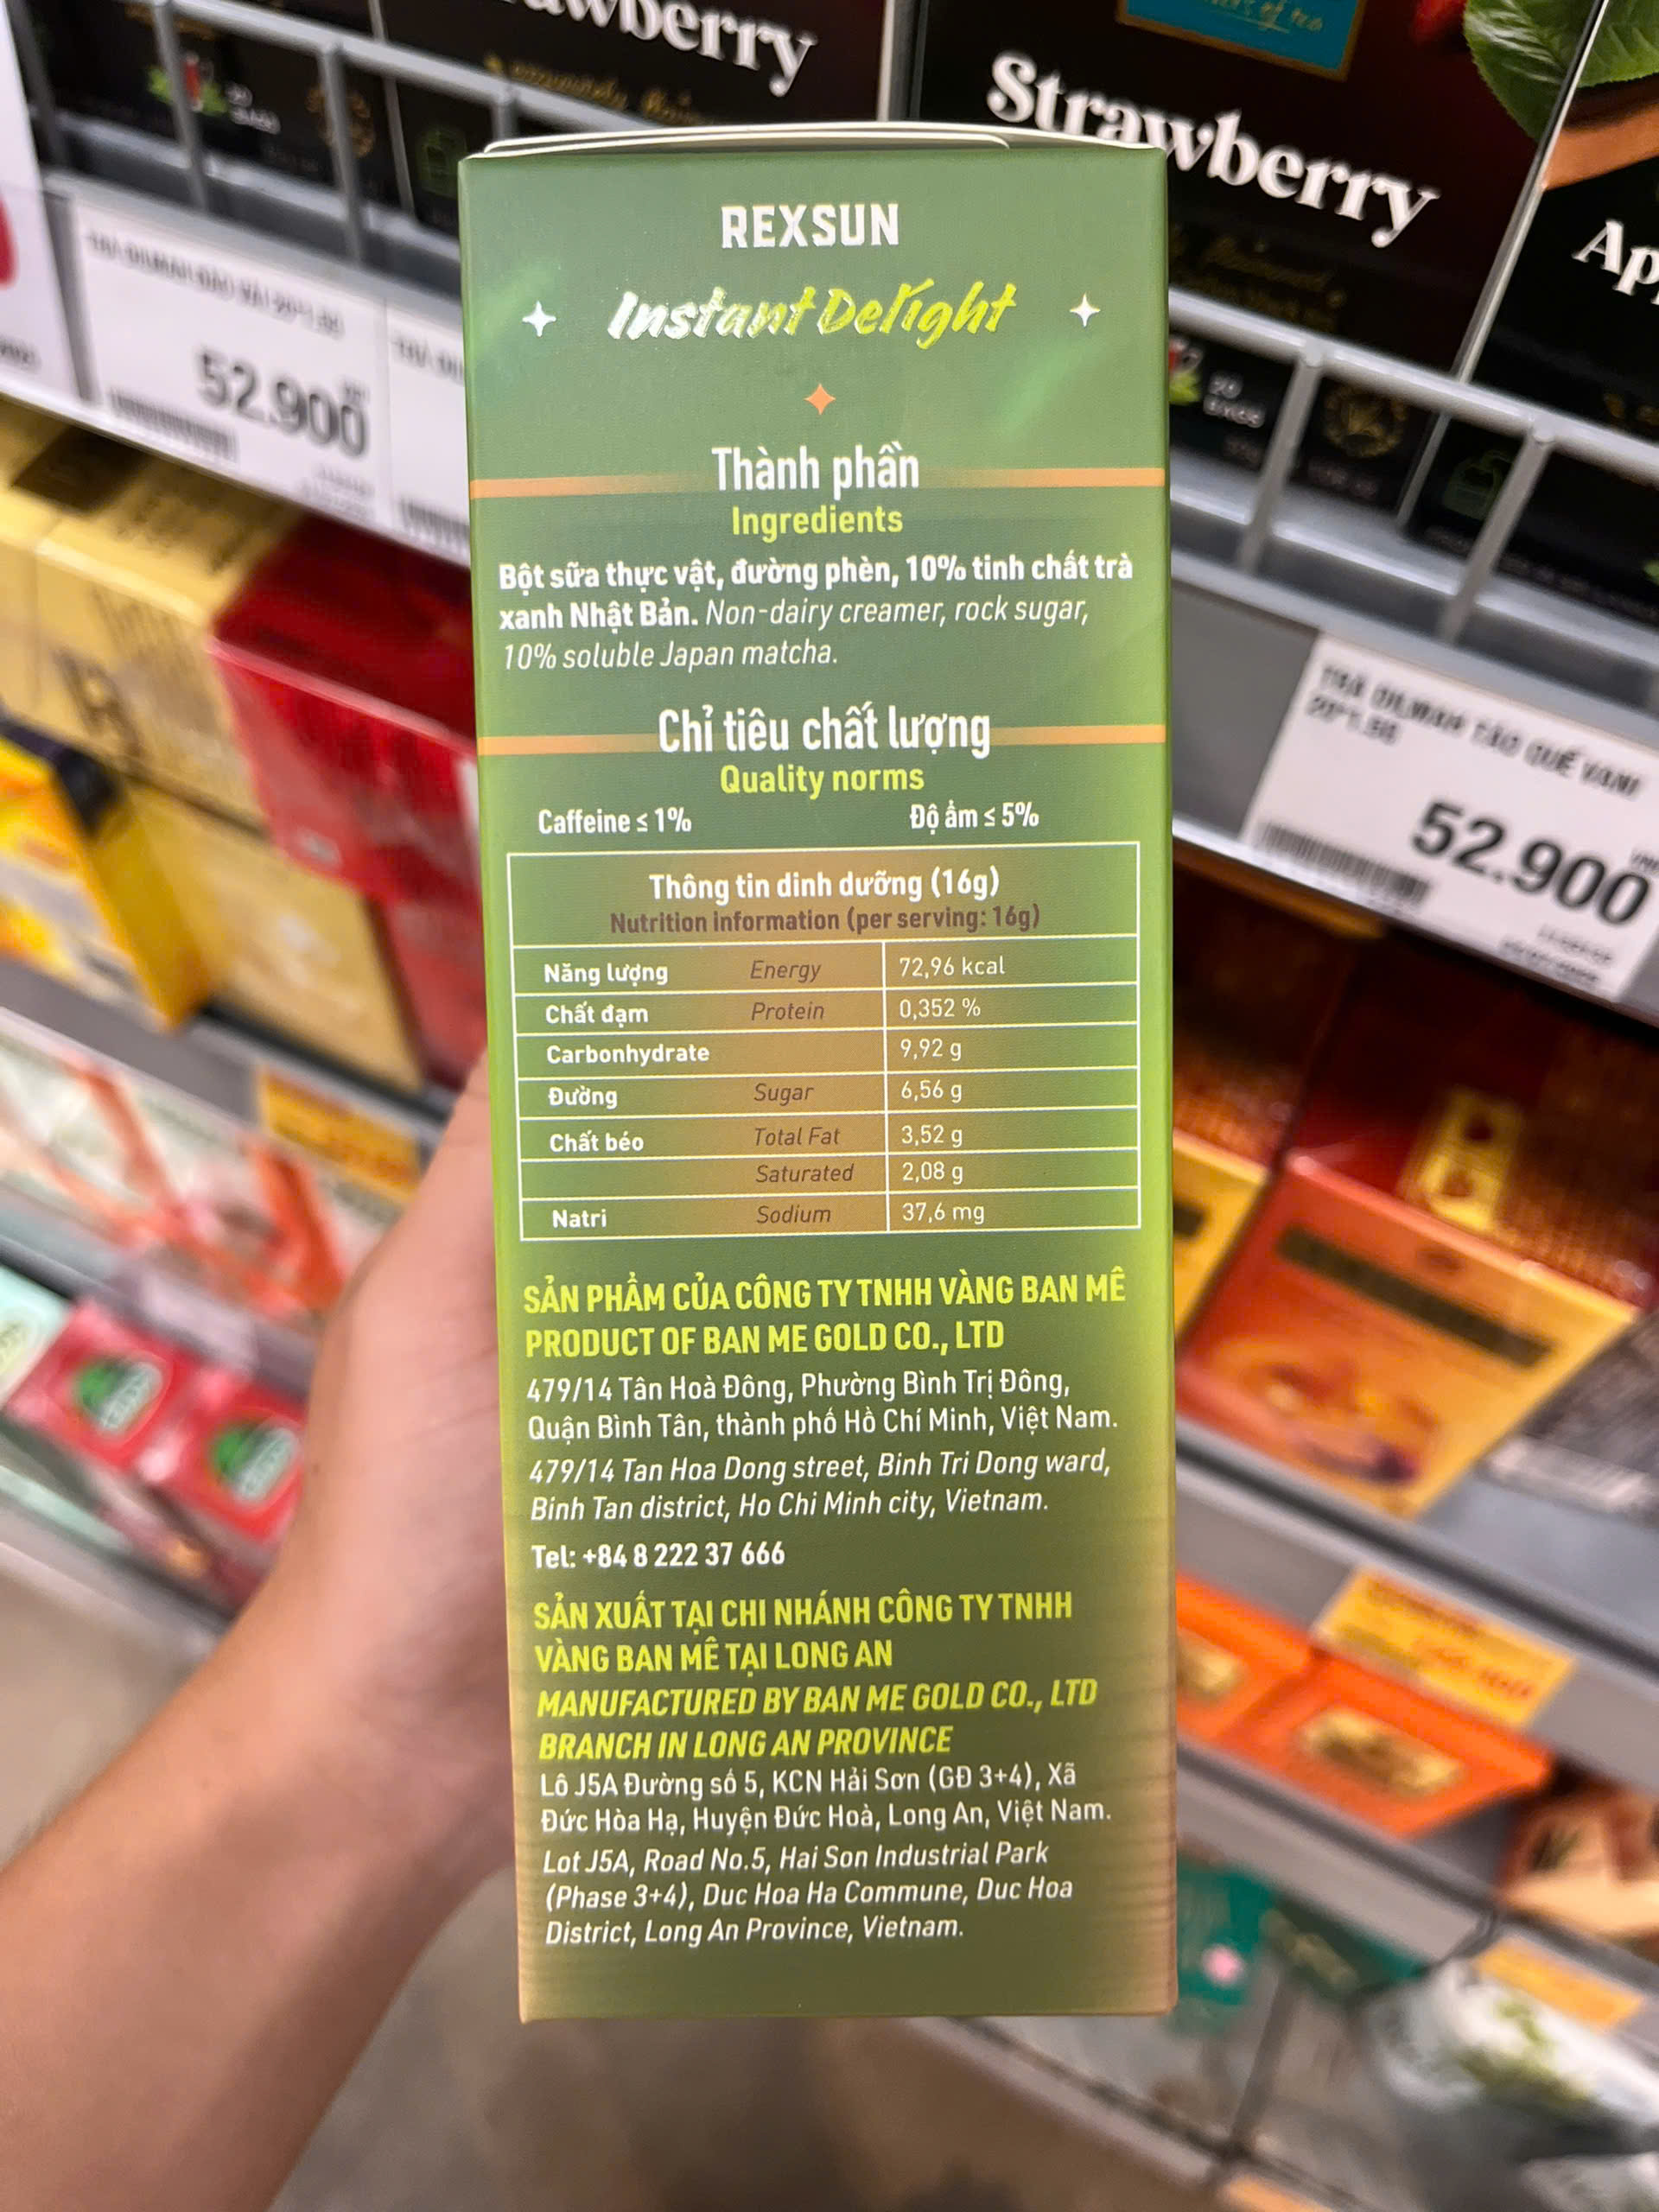 Strawberry
52.900
REXSUN
Instant Delight
Thành phần
Ingredients
Bột sữa thực vật, đường phèn, 10% tinh chất trà
xanh Nhật Bản. Non-dairy creamer, rock sugar,
10% soluble Japan matcha.
Chỉ tiêu chất lượng
Quality norms
Caffeine ≤ 1% Độ ẩm ≤ 5%
Thông tin dinh dưỡng (16g)
Nutrition information (per serving: 16g)
Năng lượng Energy 72,96 kcal
Chất đạm Protein 0,352 %
Carbonhydrate 9,92 g
Đường Sugar 6,56 g
Chất béo Total Fat 3,52 g
Saturated 2,08 g
Natri Sodium 37,6 mg
SẢN PHẨM CỦA CÔNG TY TNHH VÀNG BAN MÊ
PRODUCT OF BAN ME GOLD CO., LTD
479/14 Tân Hoà Đông, Phường Bình Trị Đông,
Quận Bình Tân, thành phố Hồ Chí Minh, Việt Nam.
479/14 Tan Hoa Dong street, Binh Tri Dong ward,
Binh Tan district, Ho Chi Minh city, Vietnam.
Tel: +84 8 222 37 666
SẢN XUẤT TẠI CHI NHÁNH CÔNG TY TNHH
VÀNG BAN MÊ TẠI LONG AN
MANUFACTURED BY BAN ME GOLD CO., LTD
BRANCH IN LONG AN PROVINCE
Lô J5A Đường số 5, KCN Hải Sơn (GĐ 3+4), Xã
Đức Hòa Hạ, Huyện Đức Hoà, Long An, Việt Nam.
Lot J5A, Road No.5, Hai Son Industrial Park
(Phase 3+4), Duc Hoa Ha Commune, Duc Hoa
District, Long An Province, Vietnam.
TRÀ DILMAH TÁO QUẾ VANI
52.900